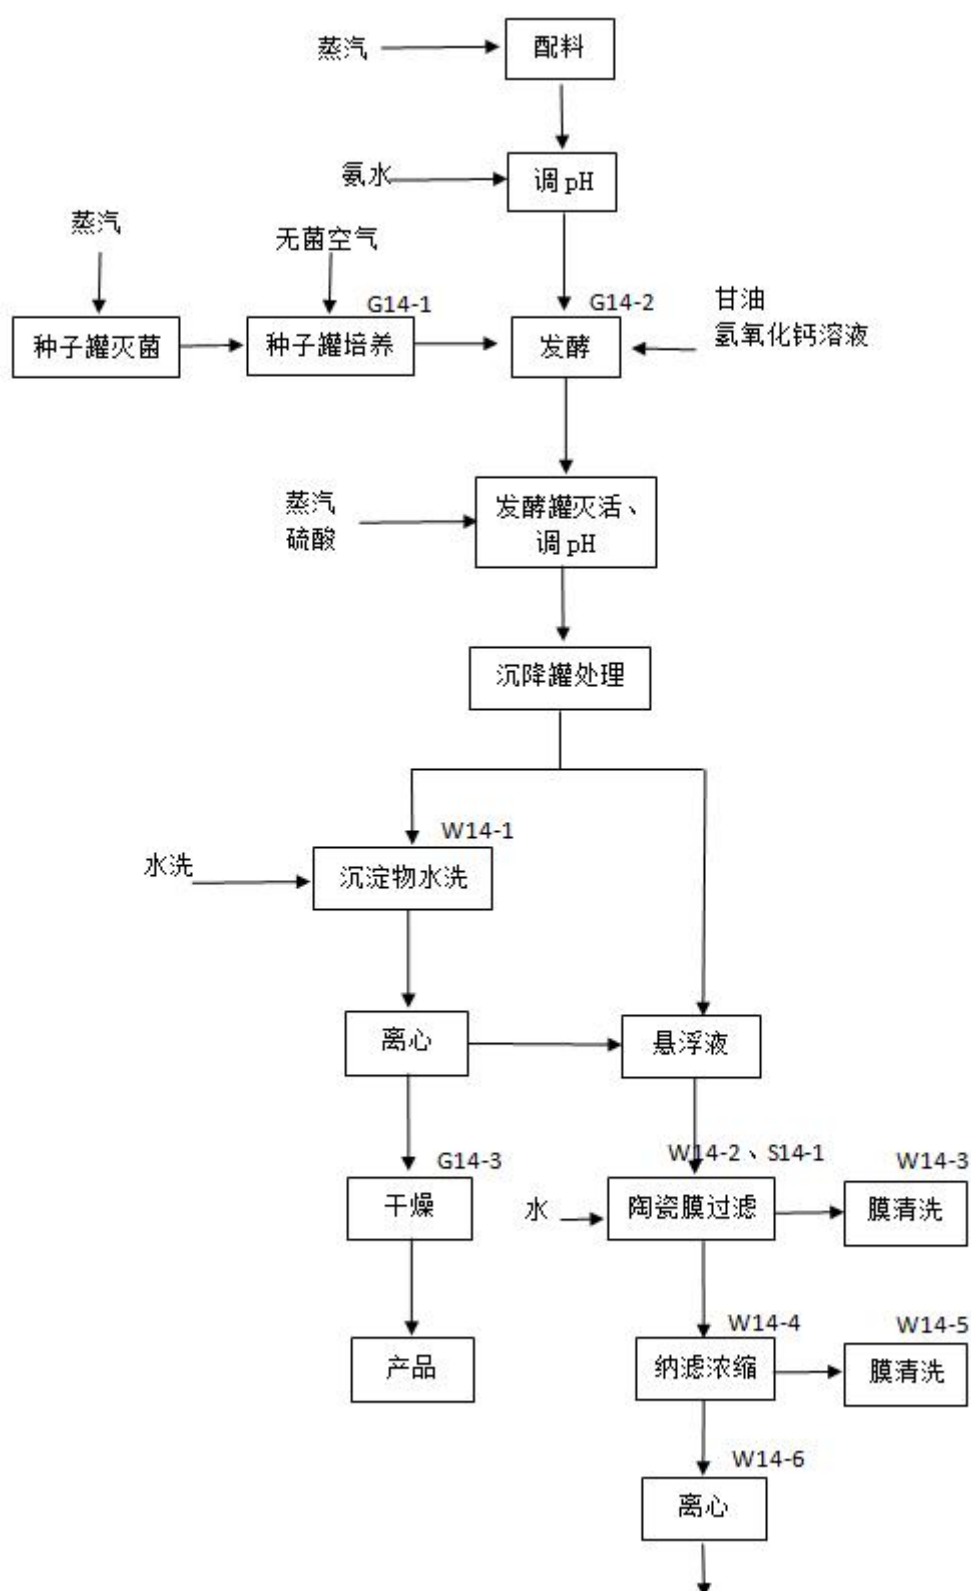 蒸汽
配料
氨水
调pH
蒸汽
无菌空气
G14-1
G14-2
甘油
氢氧化钙溶液
种子罐灭菌
种子罐培养
发酵
蒸汽
硫酸
发酵罐灭活、
调pH
沉降罐处理
W14-1
水洗
沉淀物水洗
离心
悬浮液
G14-3
W14-2、S14-1
W14-3
干燥
水
陶瓷膜过滤
膜清洗
W14-4
W14-5
产品
纳滤浓缩
膜清洗
W14-6
离心